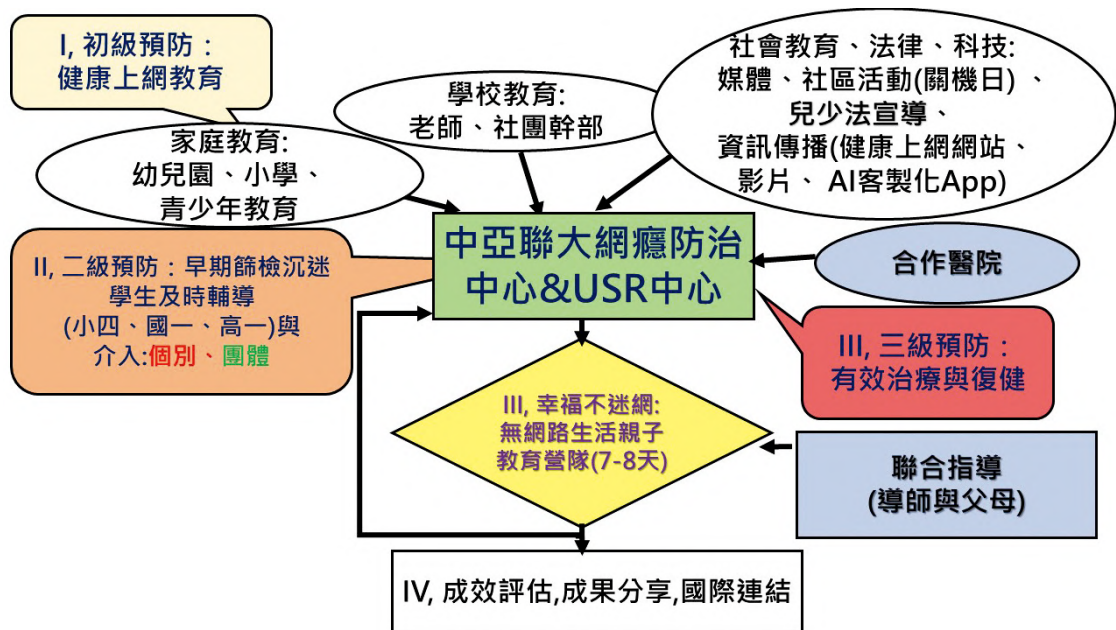 I, 初級預防：
健康上網教育
學校教育:
老師、社團幹部
社會教育、法律、科技:
媒體、社區活動(關機日)、
兒少法宣導、
資訊傳播(健康上網網站、
影片、 AI客製化App)
家庭教育:
幼兒園、小學、
青少年教育
中亞聯大網癮防治
中心&USR中心
合作醫院
II, 二級預防：早期篩檢沉迷
學生及時輔導
(小四、國一、高一)與
介入:個別、團體
III, 三級預防：
有效治療與復健
III, 幸福不迷網:
無網路生活親子
教育營隊(7-8天)
聯合指導
(導師與父母)
IV, 成效評估,成果分享,國際連結